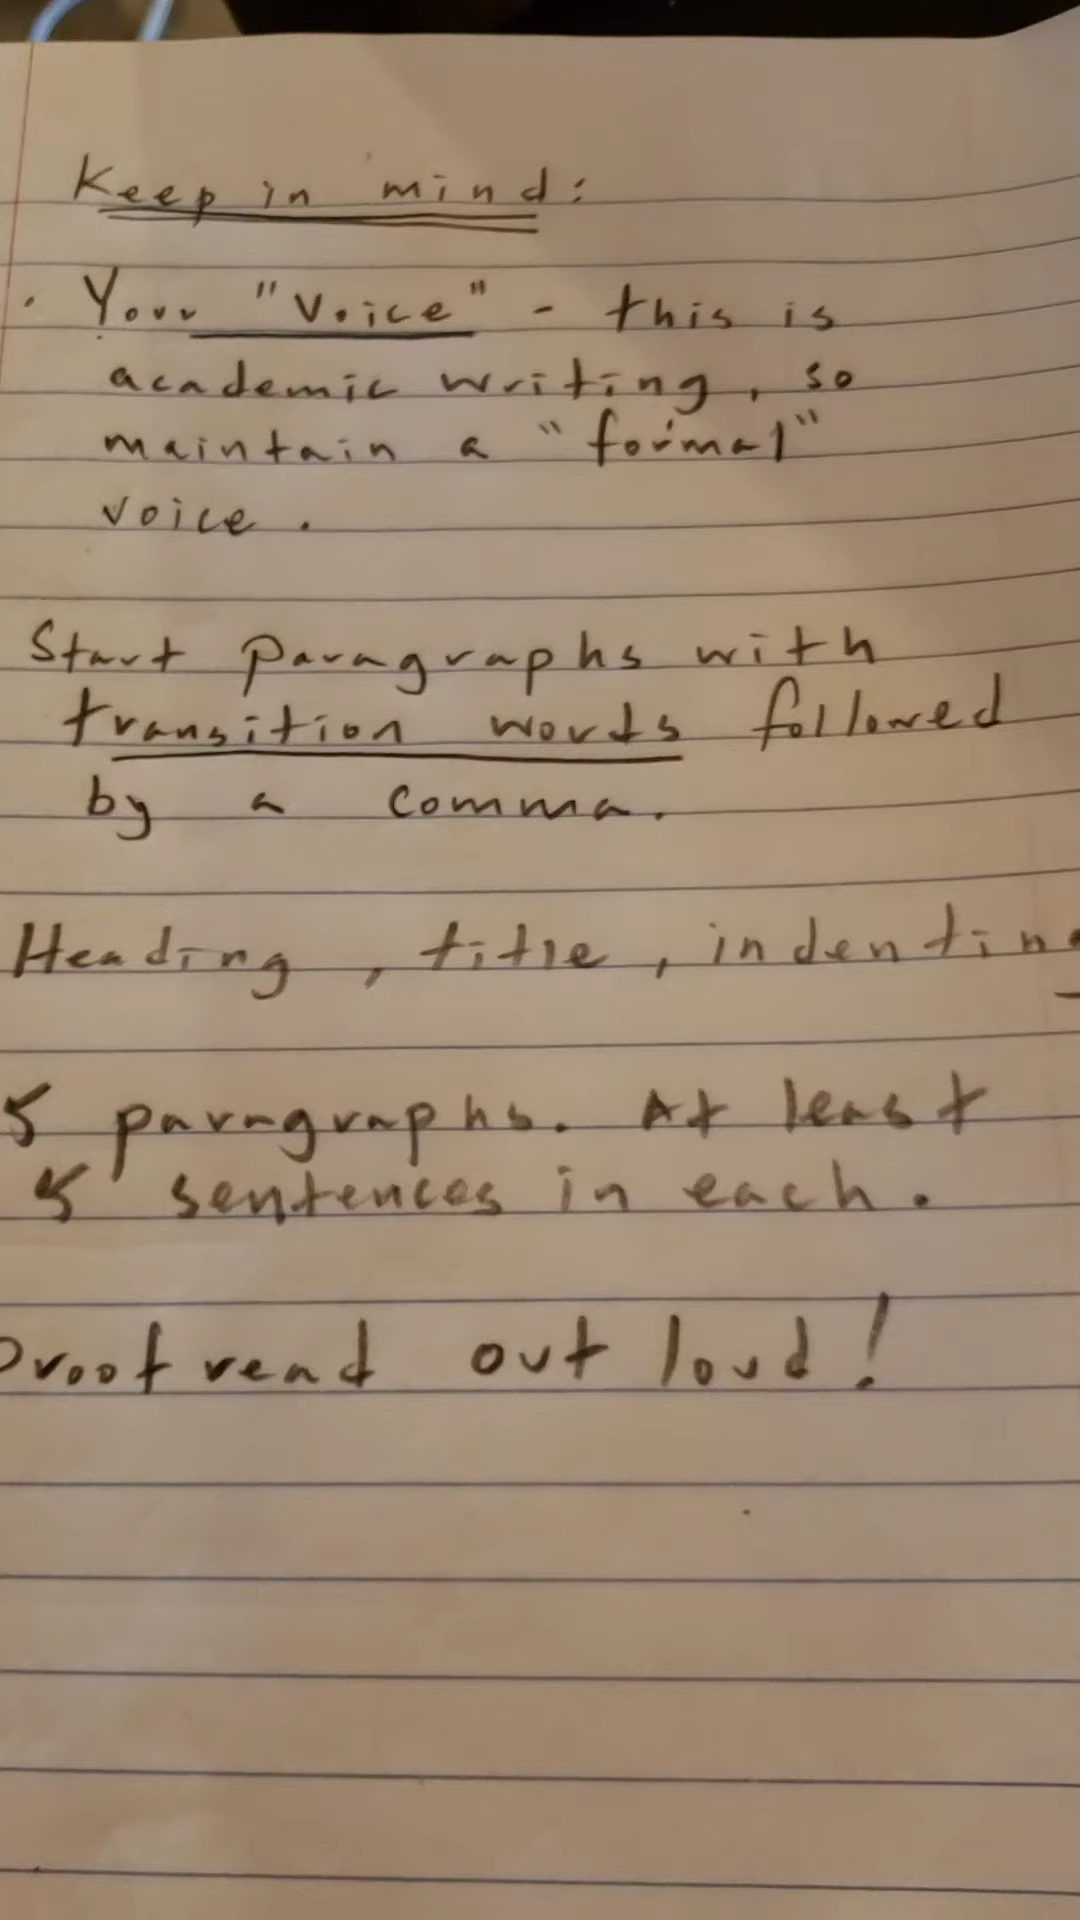 Keep in mind:
· Your "Voice" - this is
academic writing, so
maintain a "formal"
voice.
Start paragraphs with
transition words followed
by a comma.
Heading, title, indenting
5 paragraphs. At least
5 sentences in each.
Proofread out loud!